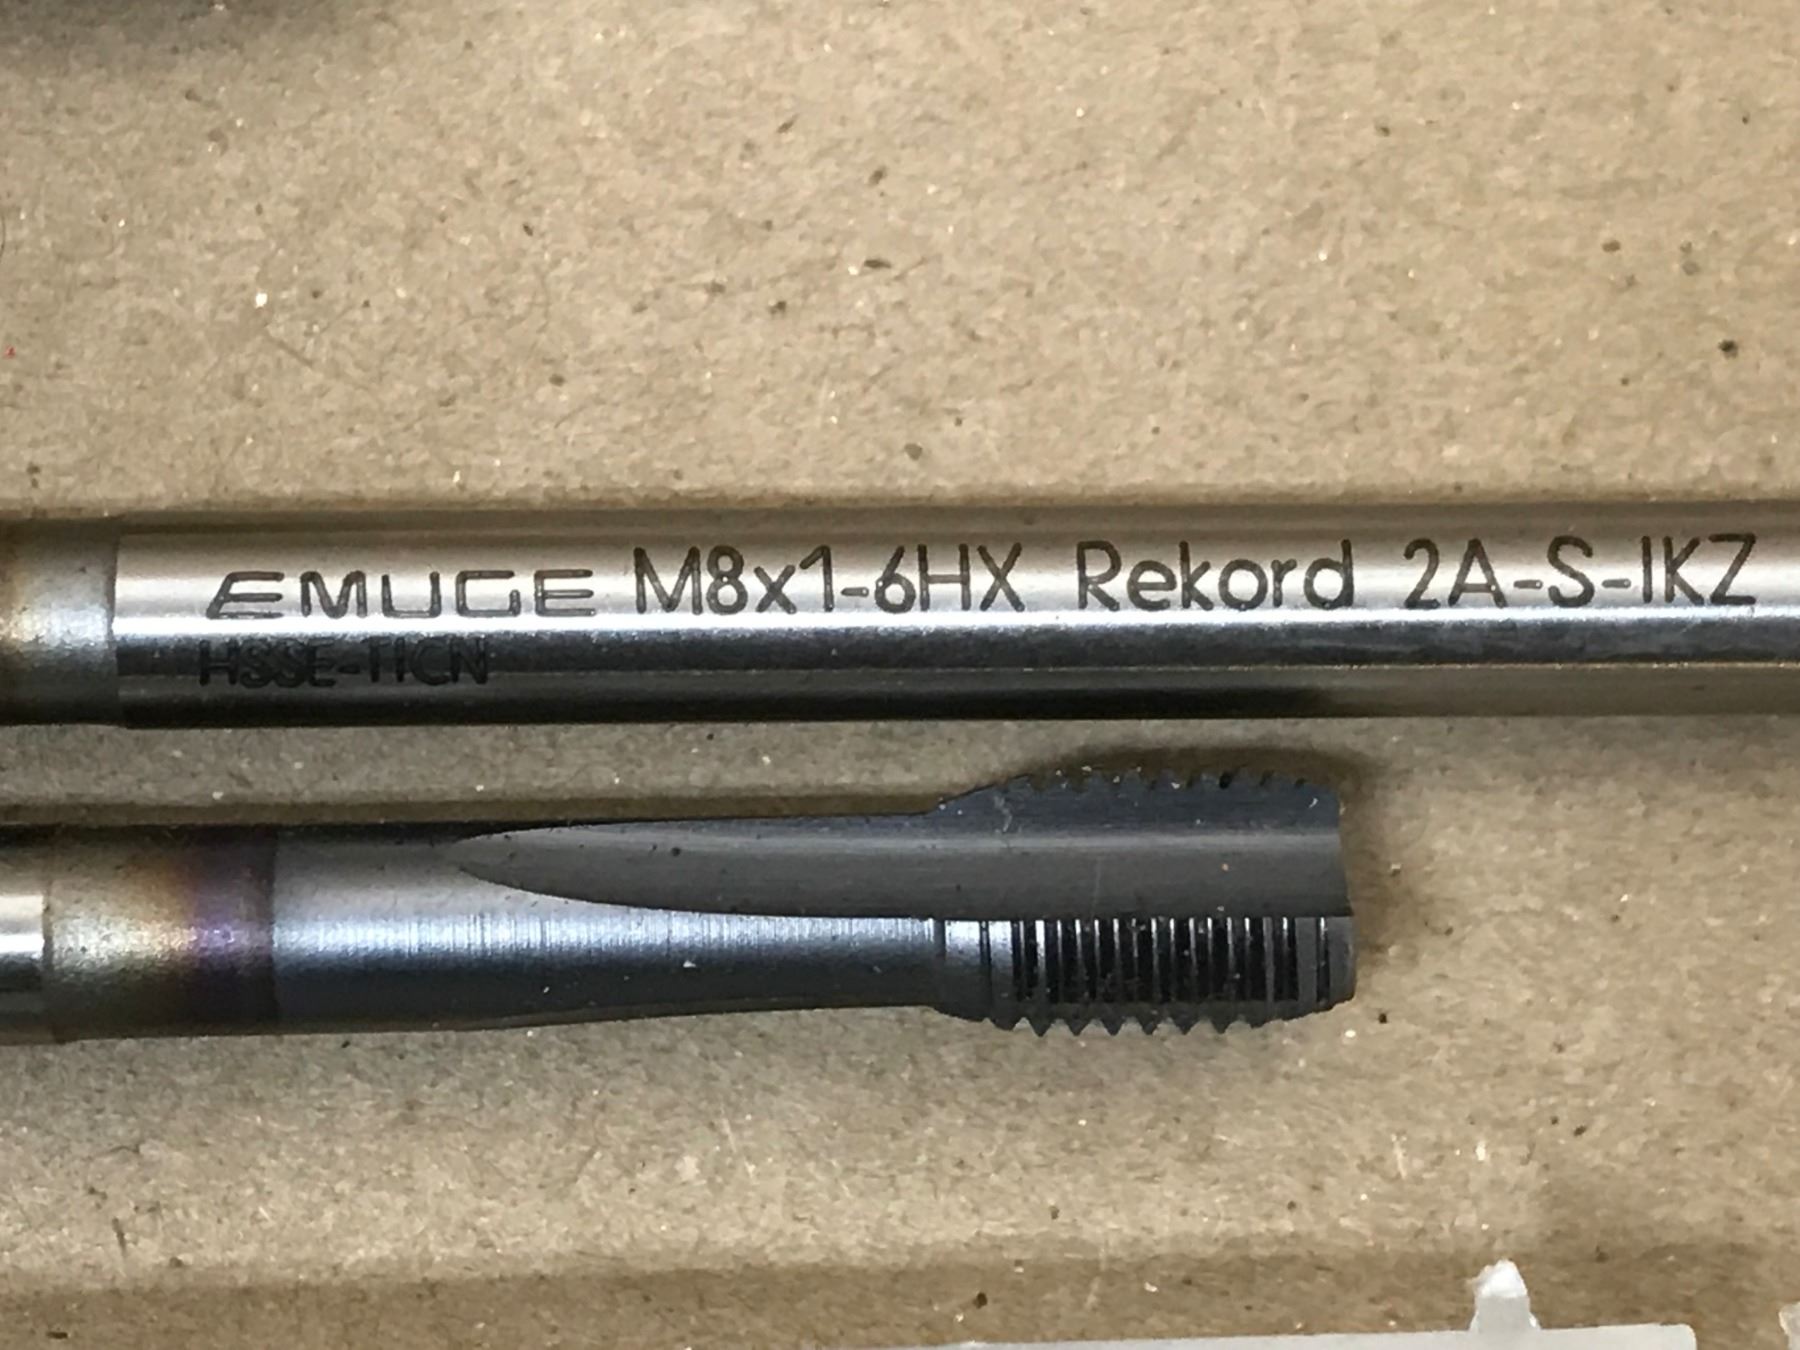 EMUGE M8x1-6HX Rekord 2A-S-IKZ
HSSE-TICN